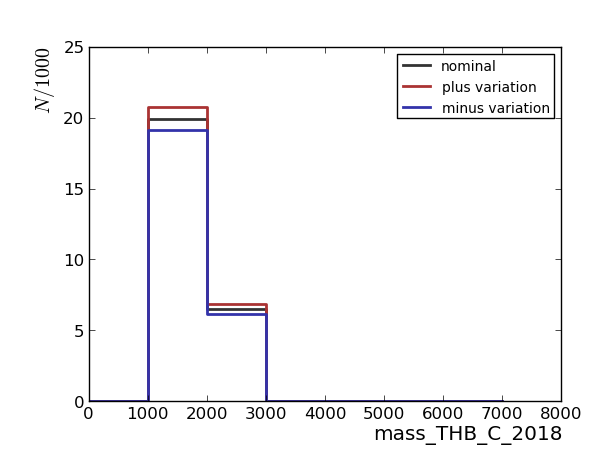 N/1000
25
20
15
10
5
0
nominal
plus variation
minus variation
0 1000 2000 3000 4000 5000 6000 7000 8000
mass_THB_C_2018